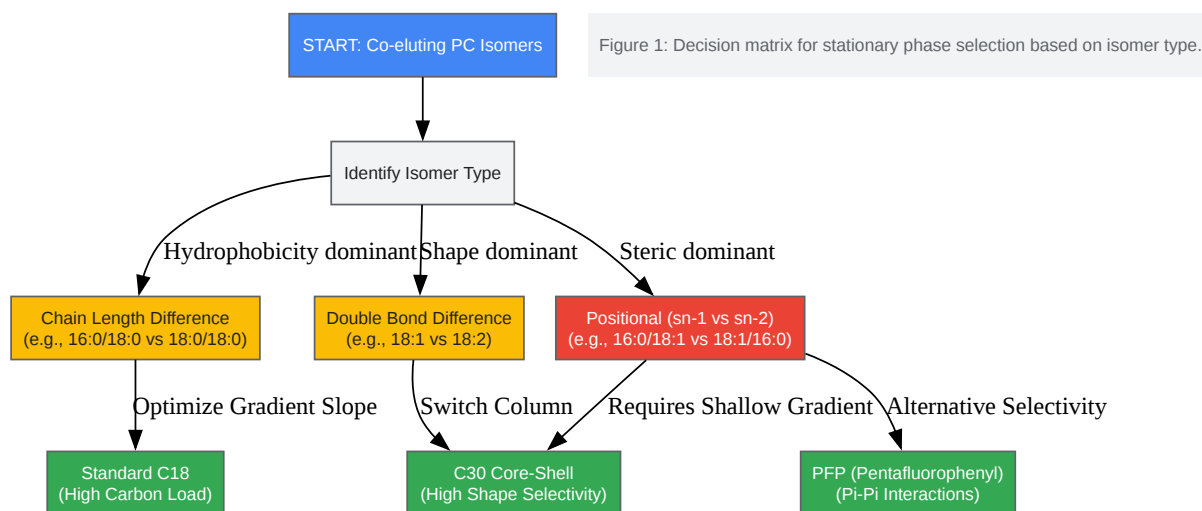 START: Co-eluting PC Isomers
Figure 1: Decision matrix for stationary phase selection based on isomer type.
Identify Isomer Type
Hydrophobicity dominant
Shape dominant
Steric dominant
Chain Length Difference
(e.g., 16:0/18:0 vs 18:0/18:0)
Double Bond Difference
(e.g., 18:1 vs 18:2)
Positional (sn-1 vs sn-2)
(e.g., 16:0/18:1 vs 18:1/16:0)
Optimize Gradient Slope
Switch Column
Requires Shallow Gradient
Alternative Selectivity
Standard C18
(High Carbon Load)
C30 Core-Shell
(High Shape Selectivity)
PFP (Pentafluorophenyl)
(Pi-Pi Interactions)